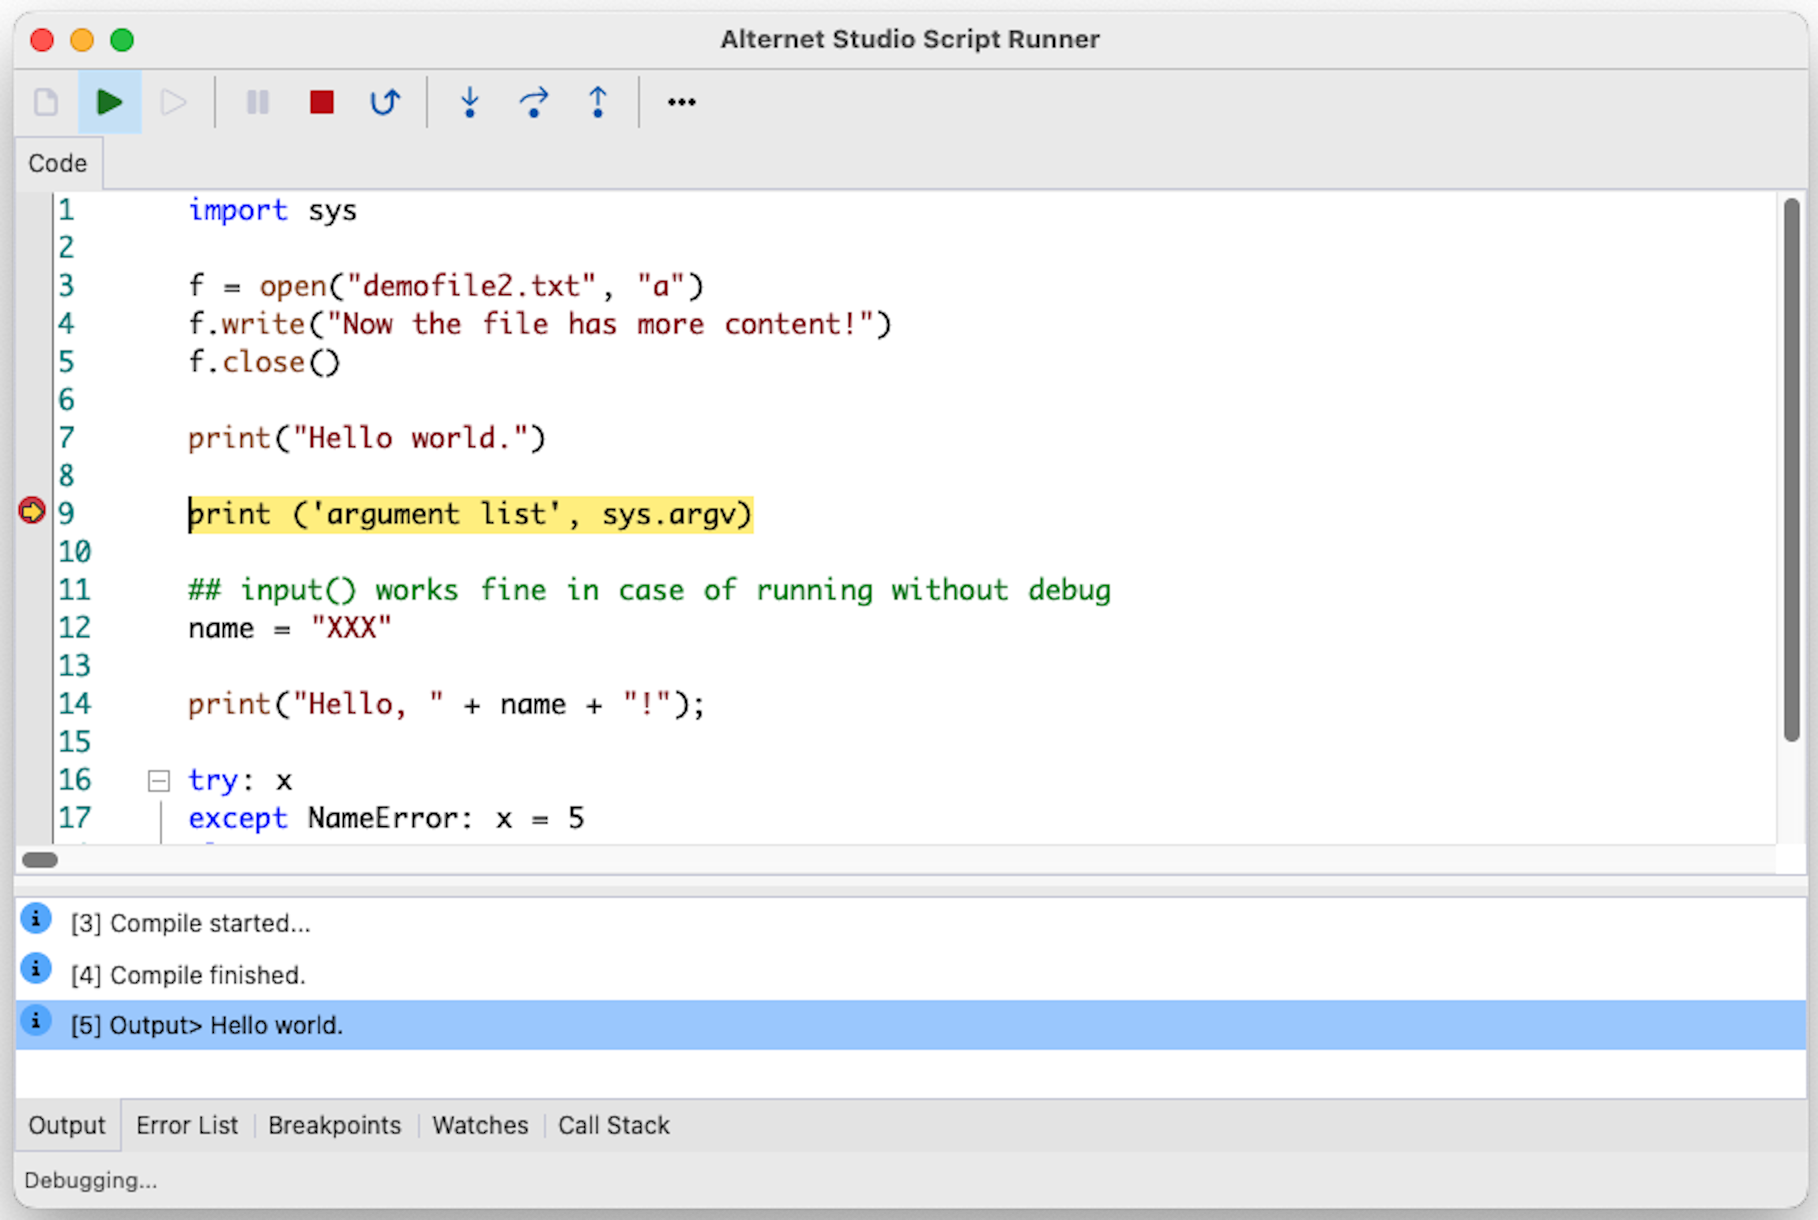 Alternet Studio Script Runner
Code
1 import sys
2
3 f = open("demofile2.txt", "a")
4 f.write("Now the file has more content!")
5 f.close()
6
7 print("Hello world.")
8
9 print ('argument list', sys.argv)
10
11 ## input() works fine in case of running without debug
12 name = "XXX"
13
14 print("Hello, " + name + "!");
15
16 try: x
17 except NameError: x = 5
[3] Compile started...
[4] Compile finished.
[5] Output> Hello world.
Output Error List Breakpoints Watches Call Stack
Debugging...